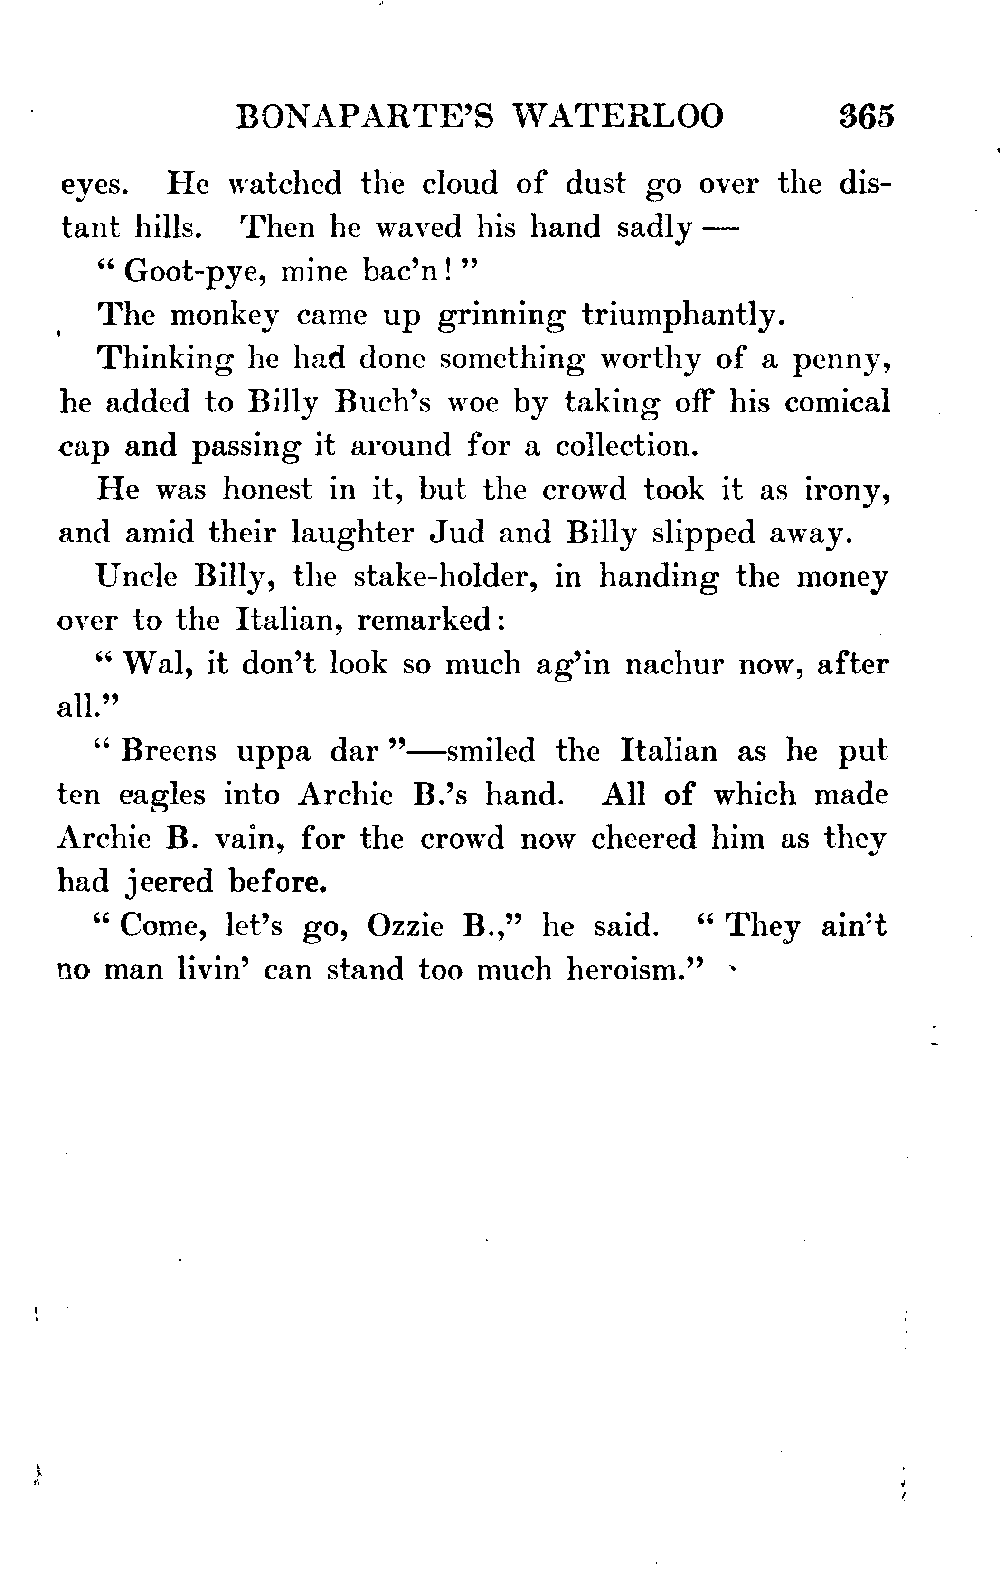 BONAPARTE'S WATERLOO 365
eyes. He watched the cloud of dust go over the dis-
tant hills. Then he waved his hand sadly —
" Goot-pye, mine bac'n! "
The monkey came up grinning triumphantly.
Thinking he had done something worthy of a penny,
he added to Billy Buch's woe by taking off his comical
cap and passing it around for a collection.
He was honest in it, but the crowd took it as irony,
and amid their laughter Jud and Billy slipped away.
Uncle Billy, the stake-holder, in handing the money
over to the Italian, remarked:
" Wal, it don't look so much ag'in nachur now, after
all."
" Breens uppa dar "—smiled the Italian as he put
ten eagles into Archie B.'s hand. All of which made
Archie B. vain, for the crowd now cheered him as they
had jeered before.
" Come, let's go, Ozzie B.," he said. " They ain't
no man livin' can stand too much heroism."